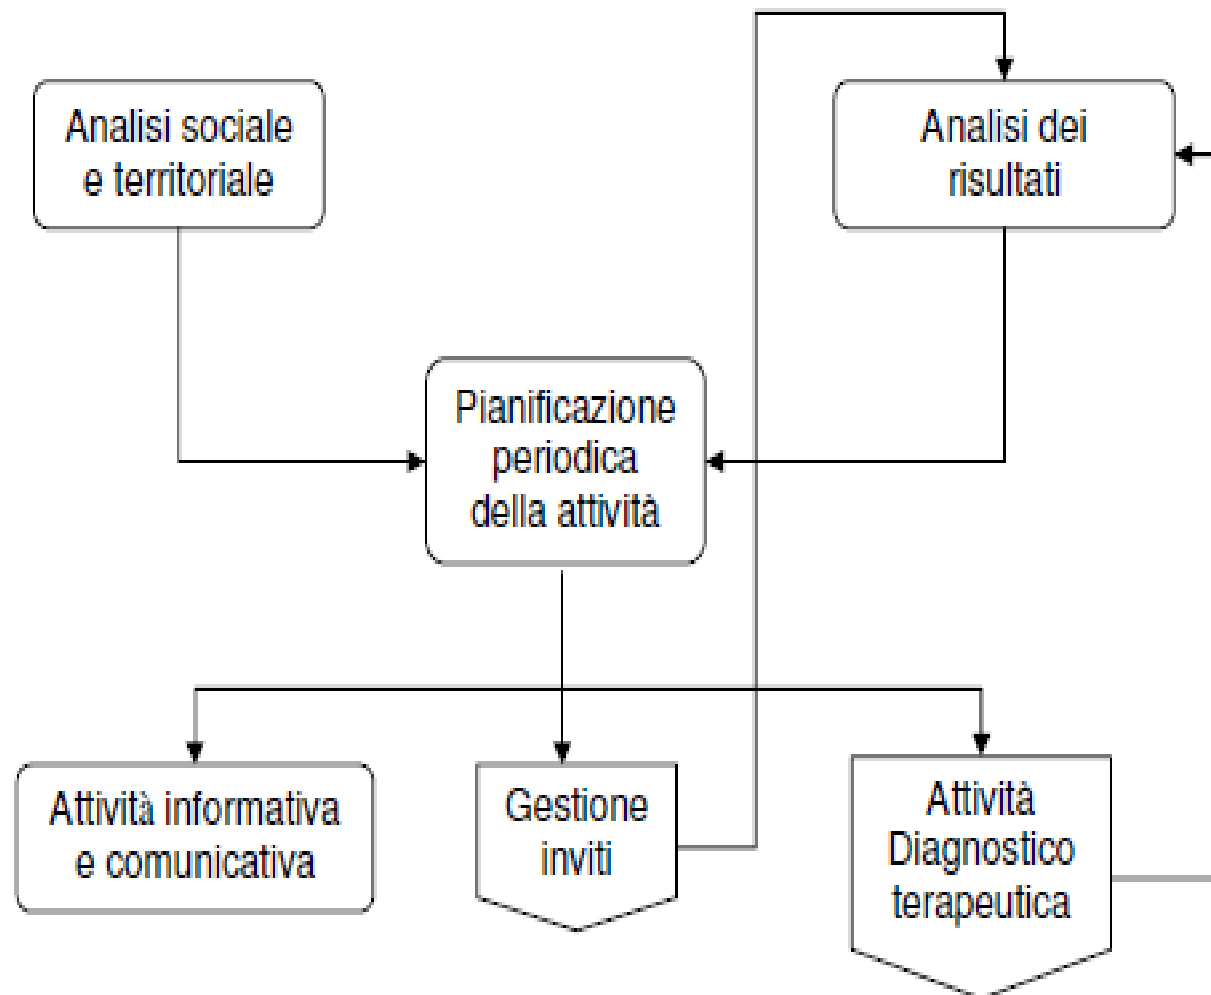 Analisi sociale
e territoriale
Analisi dei
risultati
Pianificazione
periodica
della attività
Attività informativa
e comunicativa
Gestione
inviti
Attività
Diagnostico
terapeutica